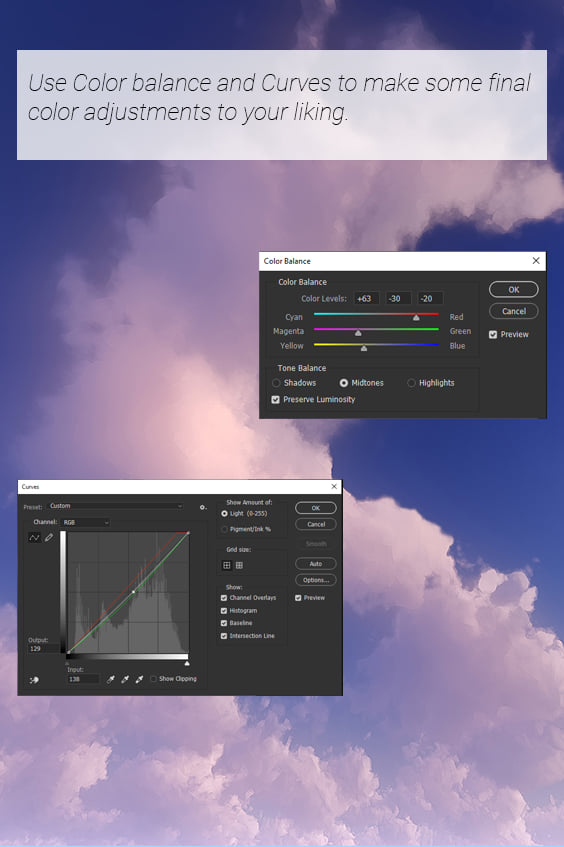 Use Color balance and Curves to make some final
color adjustments to your liking.
Color Balance
Color Balance
Color Levels: +63 -30 -20
Cyan Red
Magenta Green
Yellow Blue
Tone Balance
Shadows Midtones Highlights
Preserve Luminosity
OK
Cancel
Preview
Curves
Preset: Custom
Channel: RGB
Output:
129
Input:
138
Show Clipping
Show Amount of:
Light (0-255)
Pigment/Ink %
Grid size:
Show:
Channel Overlays
Histogram
Baseline
Intersection Line
OK
Cancel
Smooth
Auto
Options...
Preview